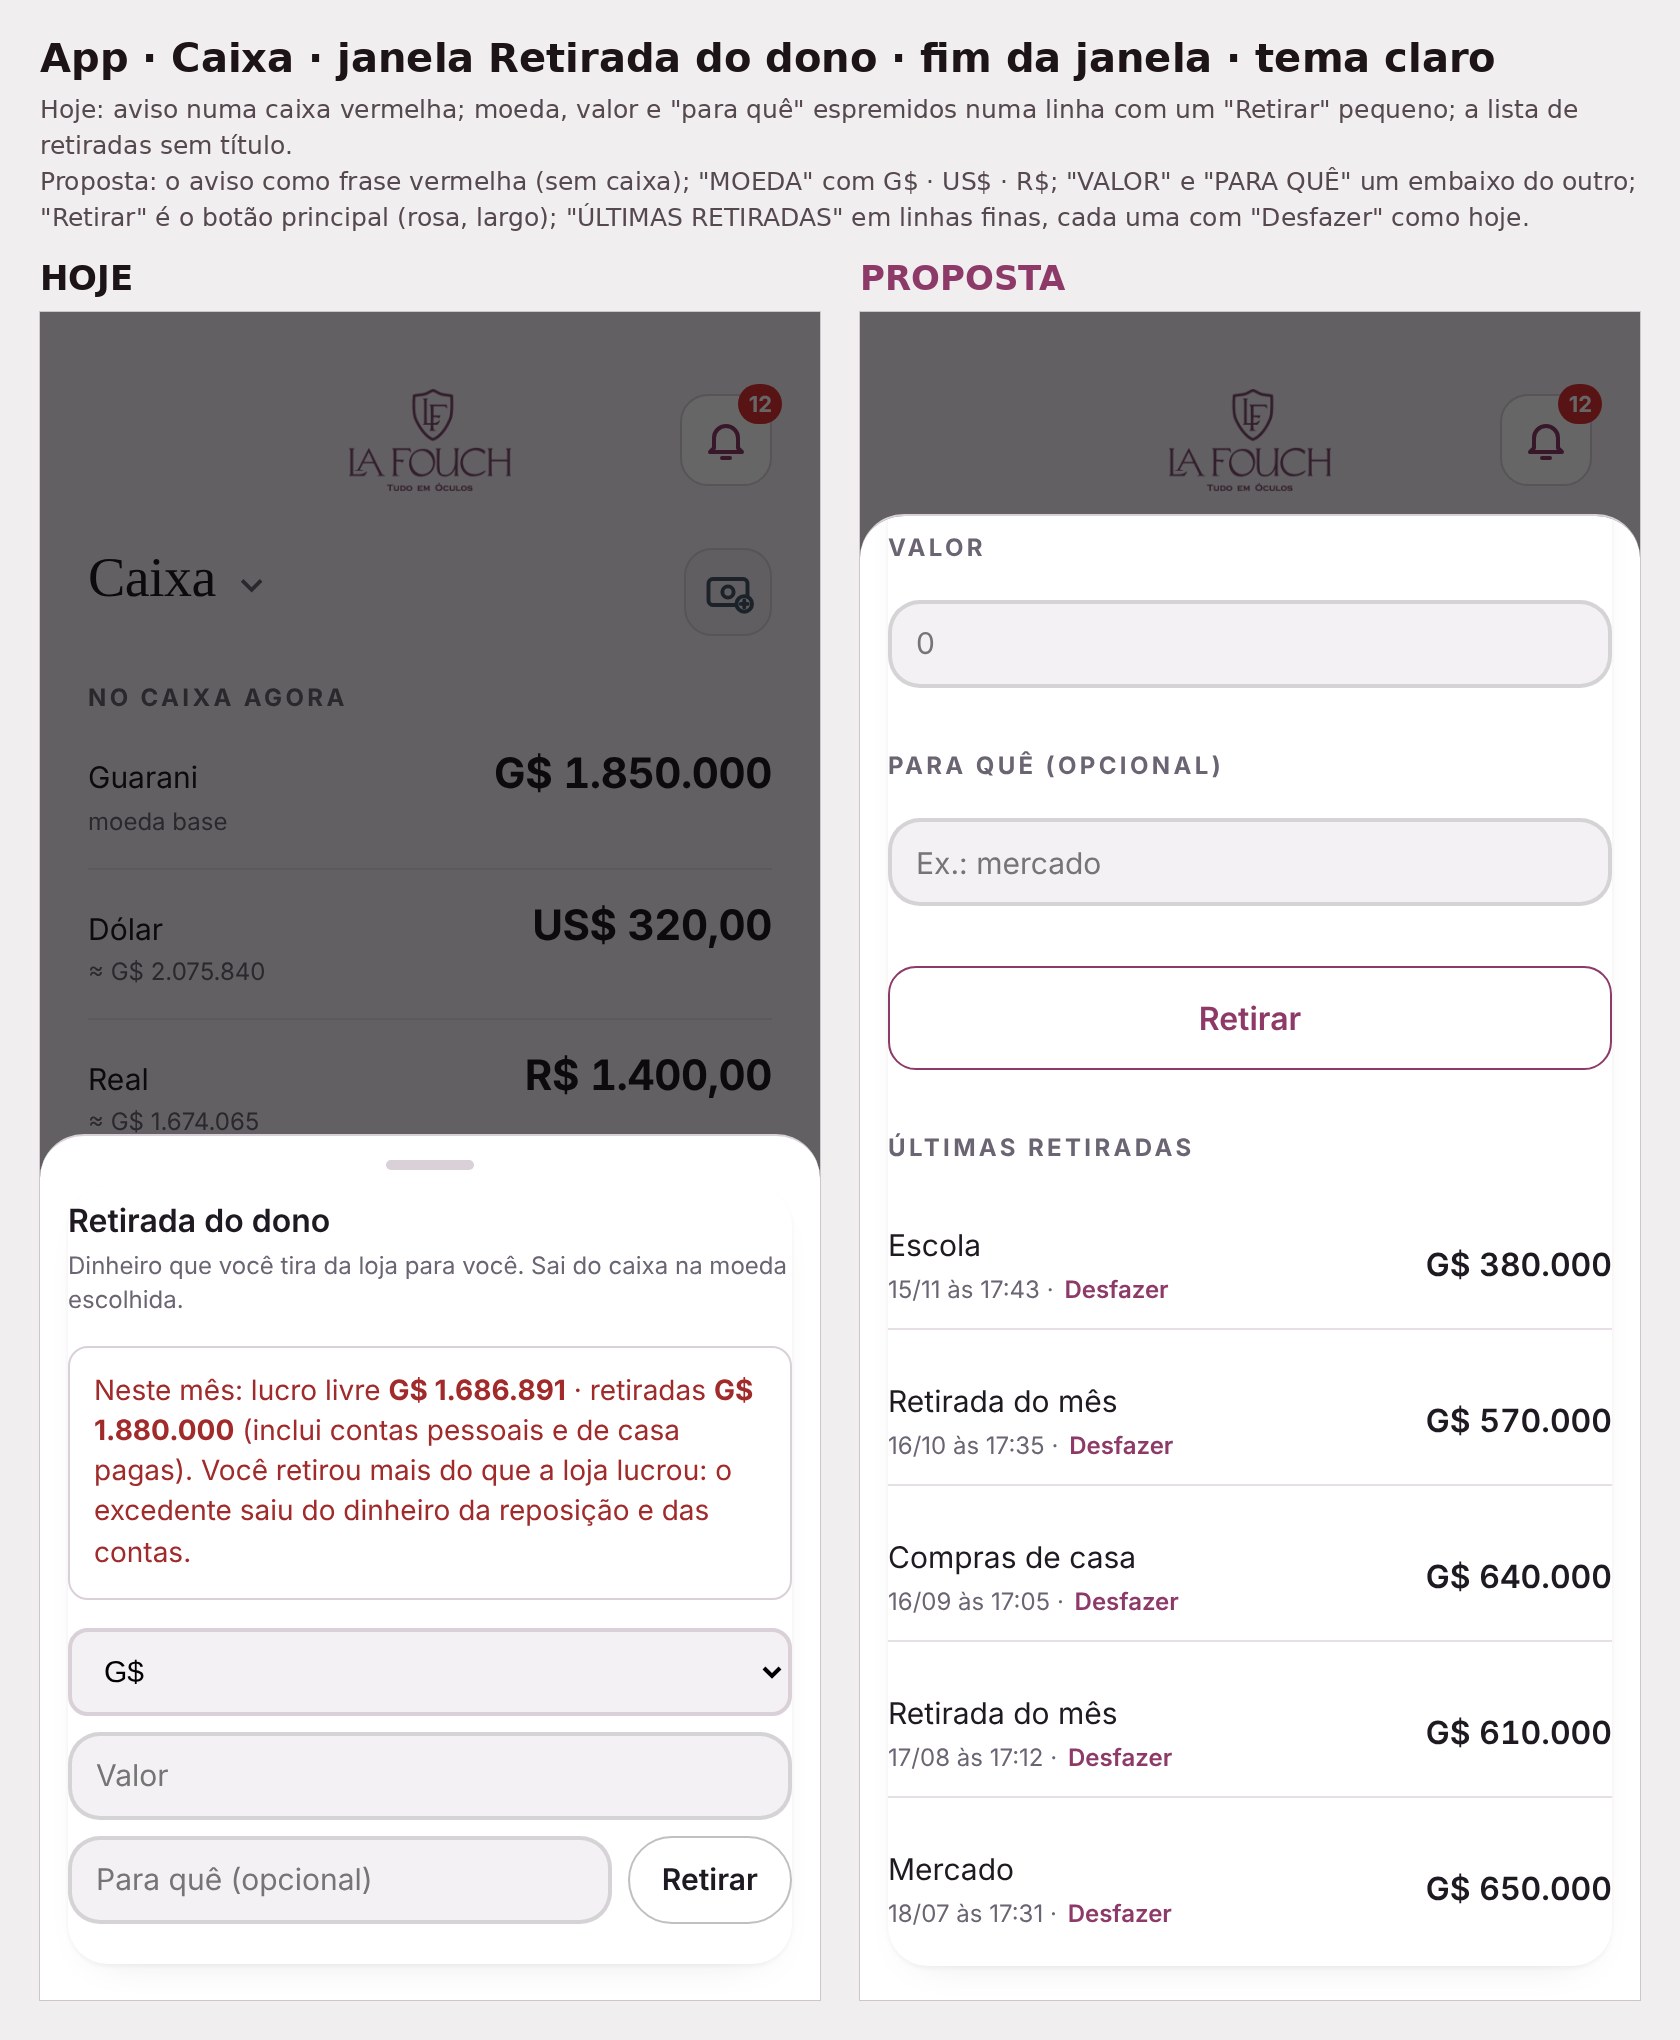 App · Caixa · janela Retirada do dono · fim da janela · tema claro
Hoje: aviso numa caixa vermelha; moeda, valor e "para quê" espremidos numa linha com um "Retirar" pequeno; a lista de
retiradas sem título.
Proposta: o aviso como frase vermelha (sem caixa); "MOEDA" com G$ · US$ · R$; "VALOR" e "PARA QUÊ" um embaixo do outro;
"Retirar" é o botão principal (rosa, largo); "ÚLTIMAS RETIRADAS" em linhas finas, cada uma com "Desfazer" como hoje.
HOJE
LF
LA FOUCH
TUDO EM ÓCULOS
12
Caixa
NO CAIXA AGORA
Guarani
G$ 1.850.000
moeda base
Dólar
US$ 320,00
≈ G$ 2.075.840
Real
R$ 1.400,00
≈ G$ 1.674.065
Retirada do dono
Dinheiro que você tira da loja para você. Sai do caixa na moeda
escolhida.
Neste mês: lucro livre G$ 1.686.891 · retiradas G$
1.880.000 (inclui contas pessoais e de casa
pagas). Você retirou mais do que a loja lucrou: o
excedente saiu do dinheiro da reposição e das
contas.
G$
Valor
Para quê (opcional)
Retirar
PROPOSTA
LF
LA FOUCH
TUDO EM ÓCULOS
12
VALOR
0
PARA QUÊ (OPCIONAL)
Ex.: mercado
Retirar
ÚLTIMAS RETIRADAS
Escola
15/11 às 17:43 · Desfazer
G$ 380.000
Retirada do mês
16/10 às 17:35 · Desfazer
G$ 570.000
Compras de casa
16/09 às 17:05 · Desfazer
G$ 640.000
Retirada do mês
17/08 às 17:12 · Desfazer
G$ 610.000
Mercado
18/07 às 17:31 · Desfazer
G$ 650.000